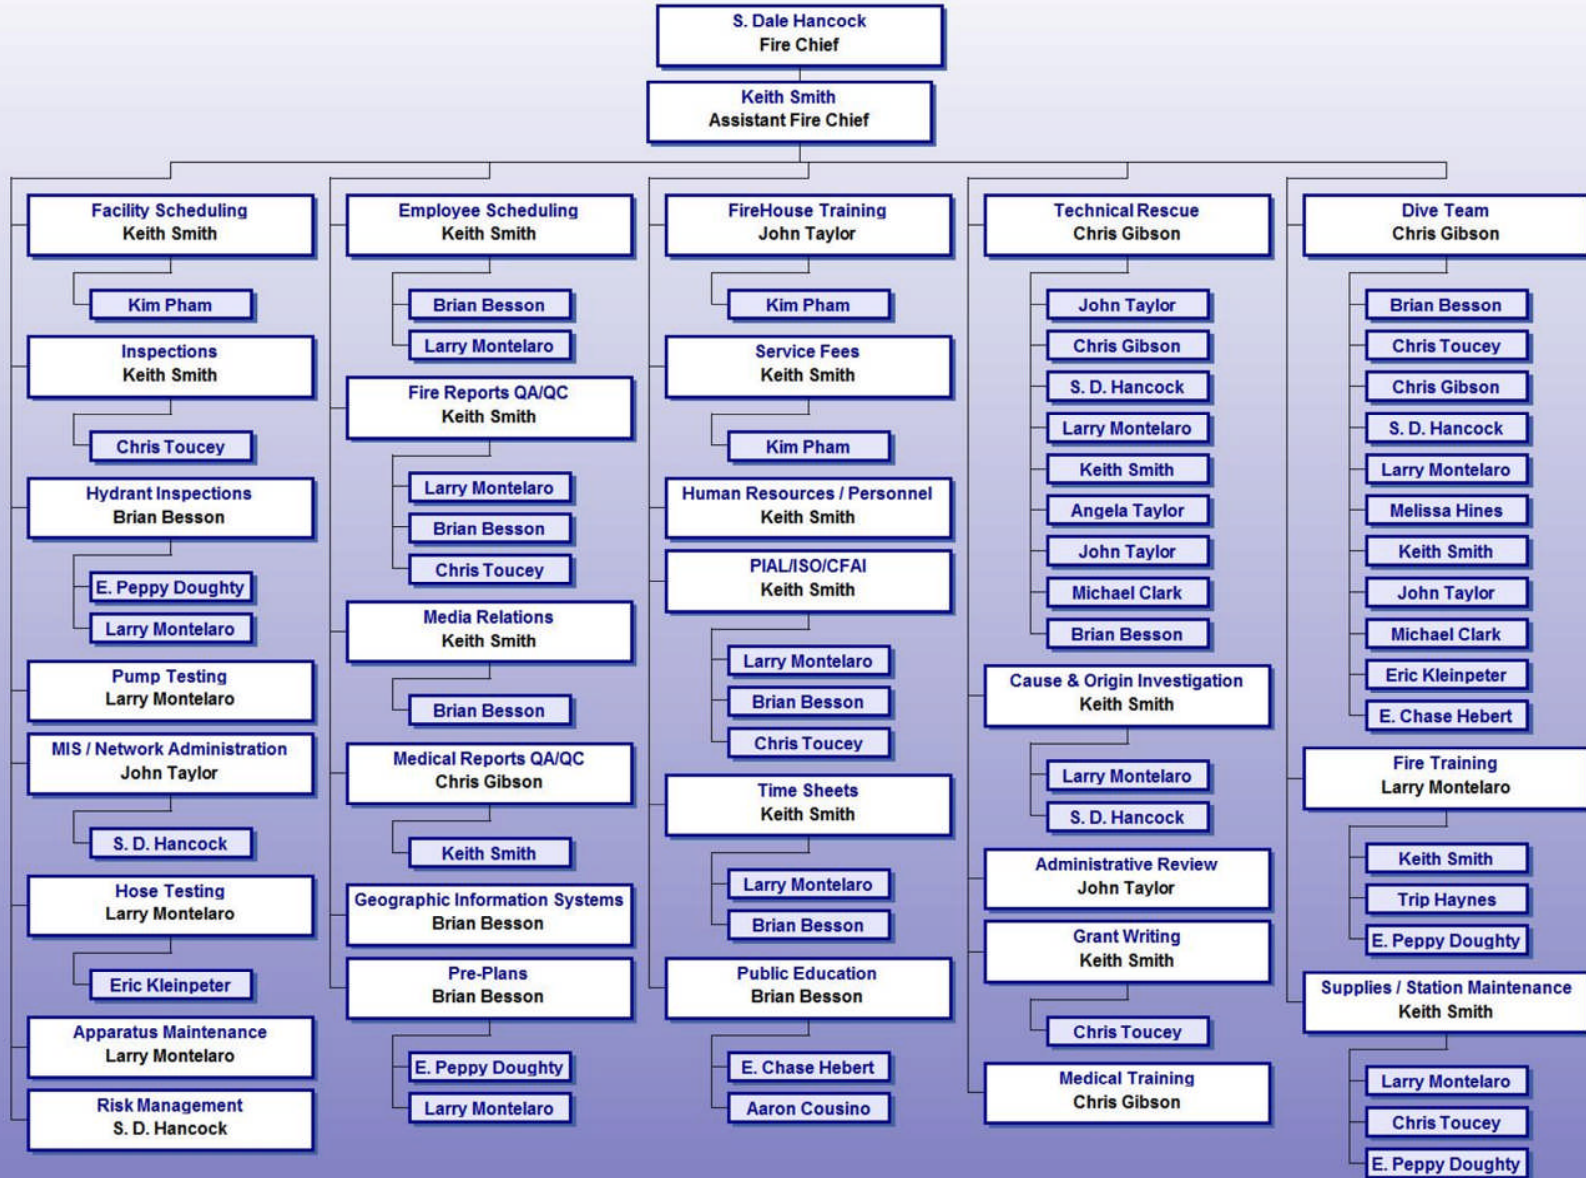 S. Dale Hancock
Fire Chief
Keith Smith
Assistant Fire Chief
Facility Scheduling
Keith Smith
Kim Pham
Inspections
Keith Smith
Chris Toucey
Hydrant Inspections
Brian Besson
E. Peppy Doughty
Larry Montelaro
Pump Testing
Larry Montelaro
MIS / Network Administration
John Taylor
S. D. Hancock
Hose Testing
Larry Montelaro
Eric Kleinpeter
Apparatus Maintenance
Larry Montelaro
Risk Management
S. D. Hancock
Employee Scheduling
Keith Smith
Brian Besson
Larry Montelaro
Fire Reports QA/QC
Keith Smith
Larry Montelaro
Brian Besson
Chris Toucey
Media Relations
Keith Smith
Brian Besson
Medical Reports QA/QC
Chris Gibson
Keith Smith
Geographic Information Systems
Brian Besson
Pre-Plans
Brian Besson
E. Peppy Doughty
Larry Montelaro
FireHouse Training
John Taylor
Kim Pham
Service Fees
Keith Smith
Kim Pham
Human Resources / Personnel
Keith Smith
PIAL/ISO/CFAI
Keith Smith
Larry Montelaro
Brian Besson
Chris Toucey
Time Sheets
Keith Smith
Larry Montelaro
Brian Besson
Public Education
Brian Besson
E. Chase Hebert
Aaron Cousino
Technical Rescue
Chris Gibson
John Taylor
Chris Gibson
S. D. Hancock
Larry Montelaro
Keith Smith
Angela Taylor
John Taylor
Michael Clark
Brian Besson
Cause & Origin Investigation
Keith Smith
Larry Montelaro
S. D. Hancock
Administrative Review
John Taylor
Grant Writing
Keith Smith
Chris Toucey
Medical Training
Chris Gibson
Dive Team
Chris Gibson
Brian Besson
Chris Toucey
Chris Gibson
S. D. Hancock
Larry Montelaro
Melissa Hines
Keith Smith
John Taylor
Michael Clark
Eric Kleinpeter
E. Chase Hebert
Fire Training
Larry Montelaro
Keith Smith
Trip Haynes
E. Peppy Doughty
Supplies / Station Maintenance
Keith Smith
Larry Montelaro
Chris Toucey
E. Peppy Doughty